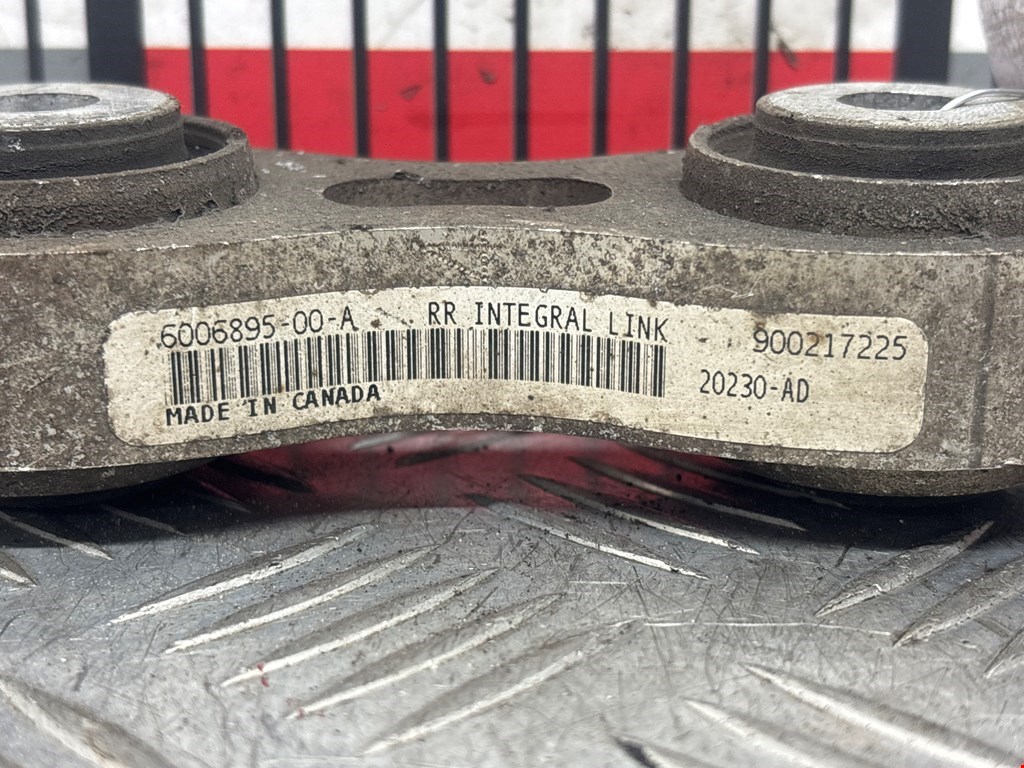 6006895-00-A RR INTEGRAL LINK 900217225
20230-AD
MADE IN CANADA